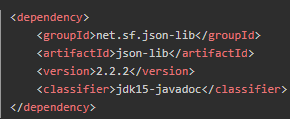 <dependency>
<groupId>net.sf.json-lib</groupId>
<artifactId>json-lib</artifactId>
<version>2.2.2</version>
<classifier>jdk15-javadoc</classifier>
</dependency>